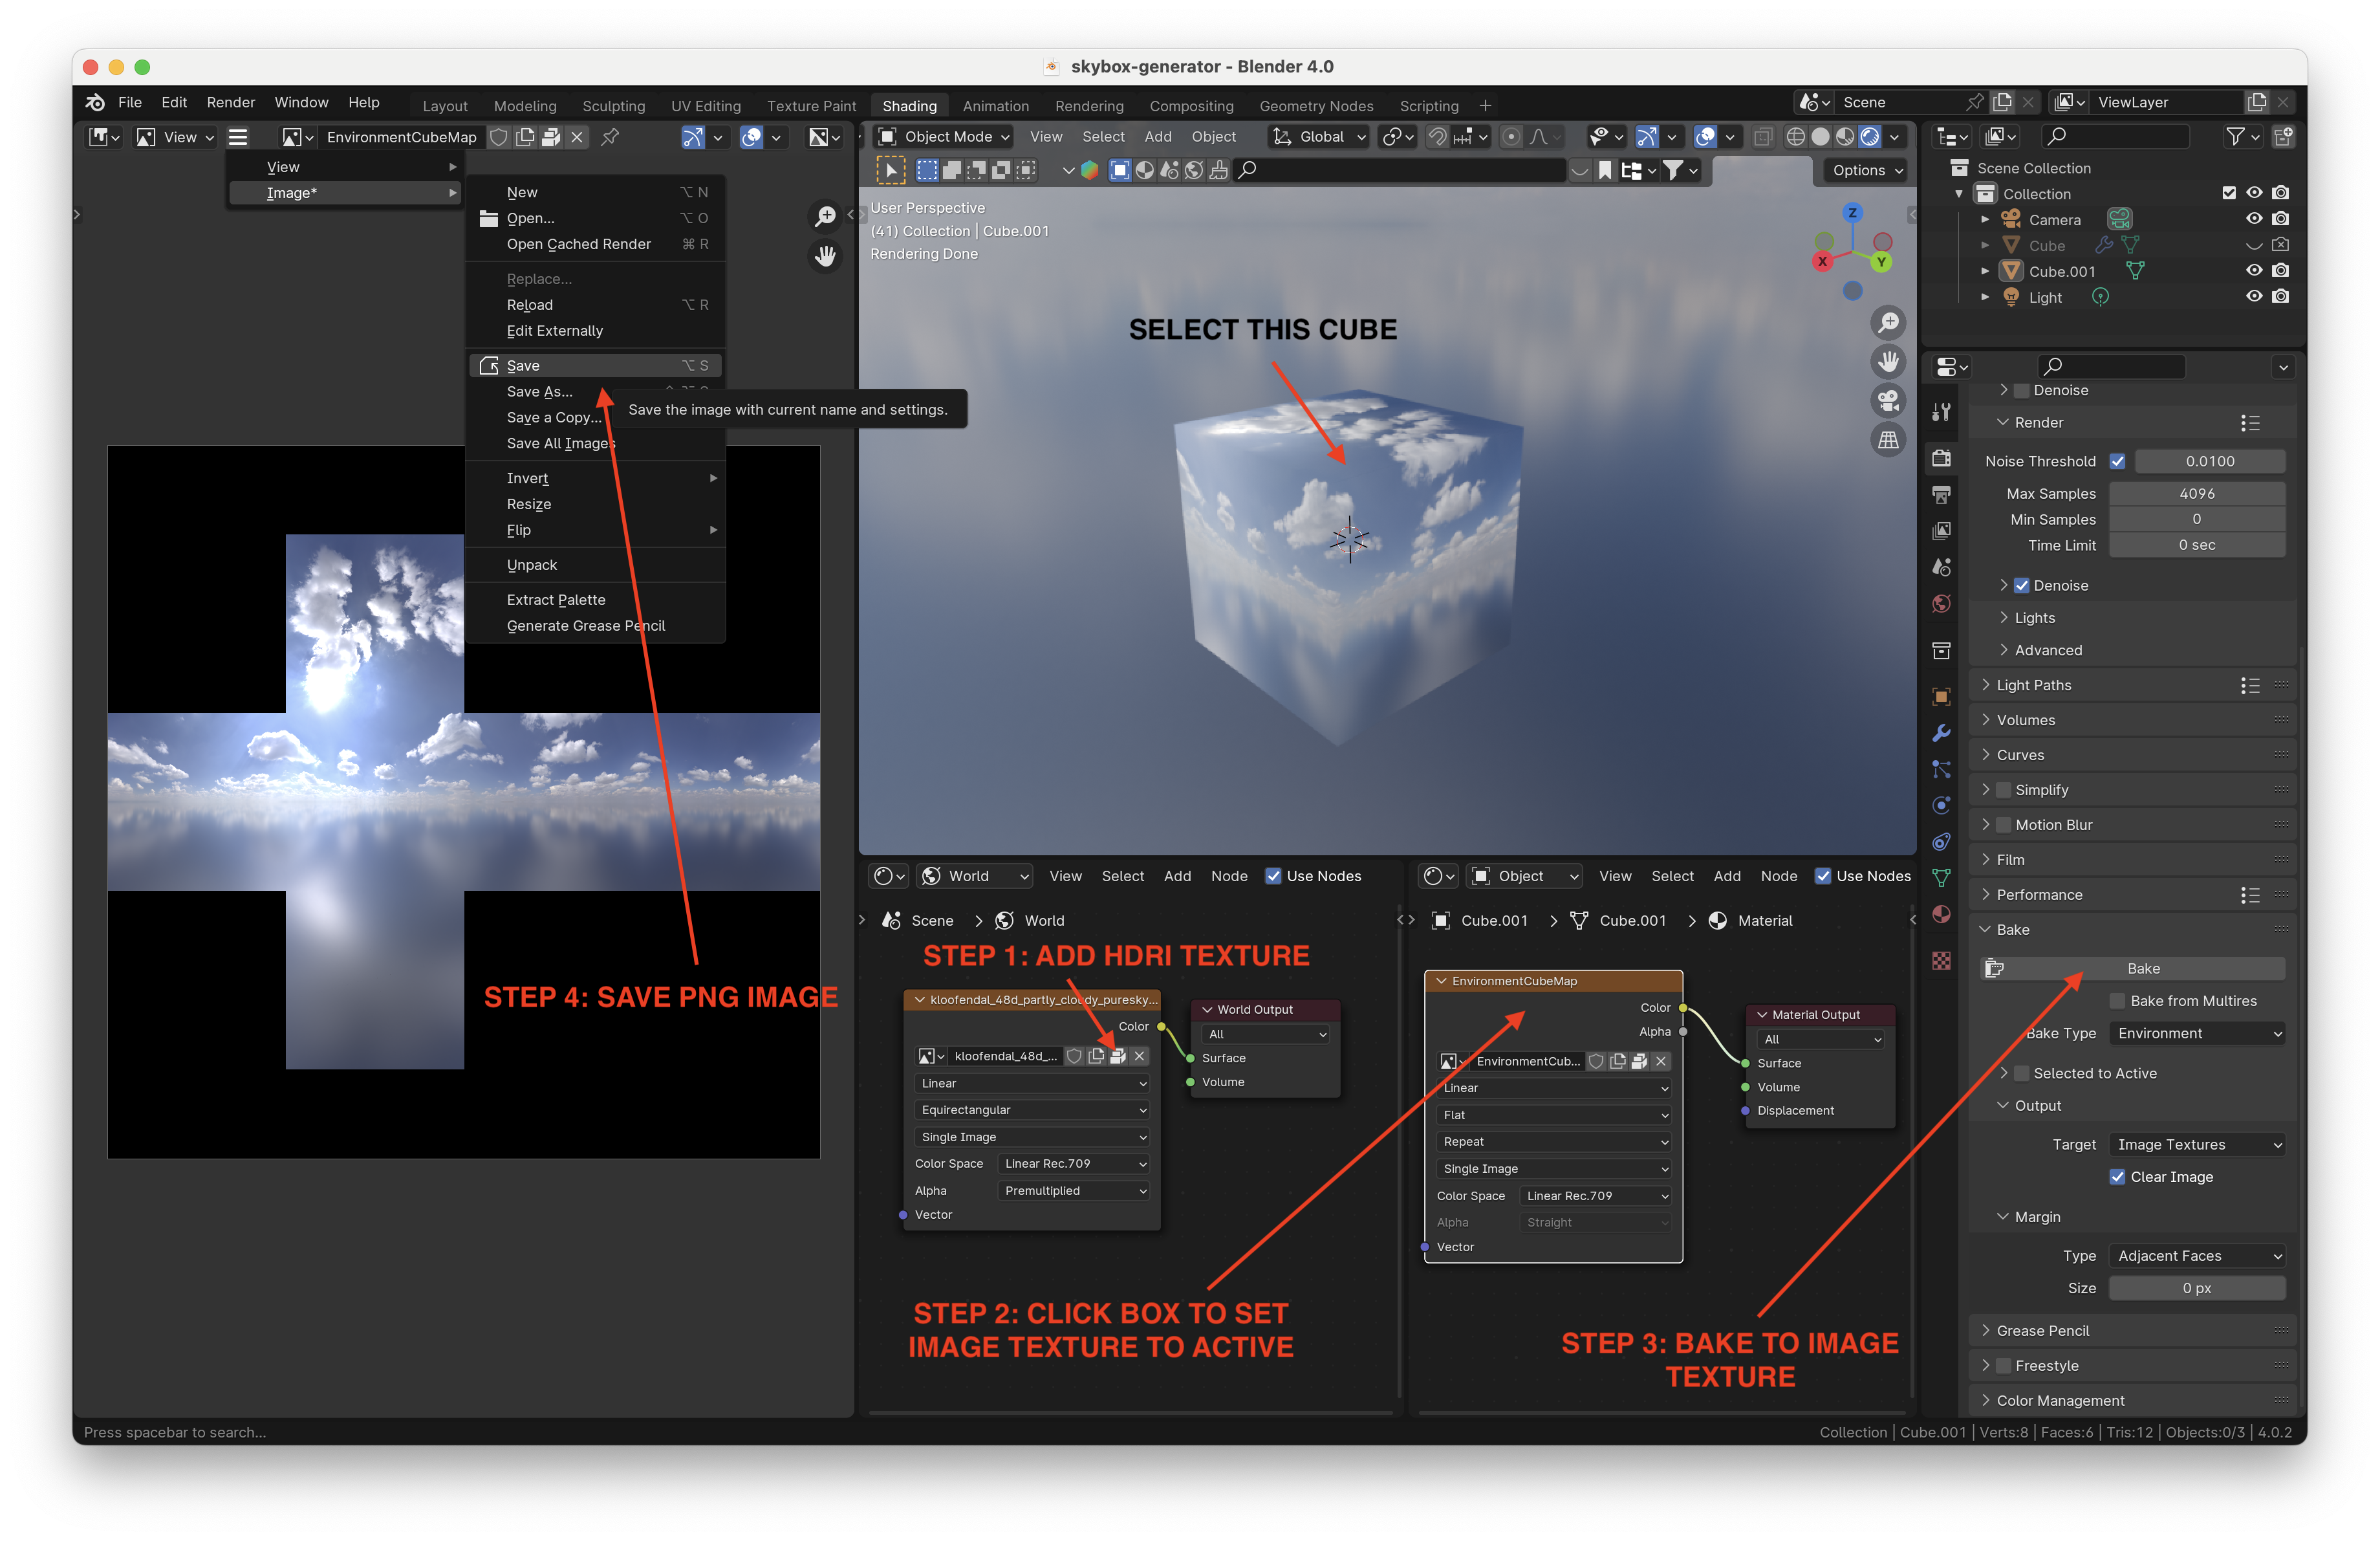 skybox-generator - Blender 4.0
File Edit Render Window Help
Layout Modeling Sculpting UV Editing Texture Paint Shading Animation Rendering Compositing Geometry Nodes Scripting +
Scene
ViewLayer
View
EnvironmentCubeMap
View
Image*
New ⌥ N
Open... ⌥ O
Open Cached Render ⌘ R
Replace...
Reload ⌥ R
Edit Externally
Save ⌥ S
Save As...
Save a Copy...
Save All Images
Save the image with current name and settings.
Invert
Resize
Flip
Unpack
Extract Palette
Generate Grease Pencil
STEP 4: SAVE PNG IMAGE
Object Mode View Select Add Object Global
Options
User Perspective
(41) Collection | Cube.001
Rendering Done
Z
X
Y
SELECT THIS CUBE
World View Select Add Node Use Nodes
Scene > World
STEP 1: ADD HDRI TEXTURE
kloofendal_48d_partly_cloudy_puresky...
Color
kloofendal_48d_...
Linear
Equirectangular
Single Image
Color Space Linear Rec.709
Alpha Premultiplied
Vector
World Output
All
Surface
Volume
STEP 2: CLICK BOX TO SET
IMAGE TEXTURE TO ACTIVE
Object View Select Add Node Use Nodes
Cube.001 > Cube.001 > Material
EnvironmentCubeMap
Color
Alpha
EnvironmentCub...
Linear
Flat
Repeat
Single Image
Color Space Linear Rec.709
Alpha Straight
Vector
Material Output
All
Surface
Volume
Displacement
STEP 3: BAKE TO IMAGE
TEXTURE
Scene Collection
Collection
Camera
Cube
Cube.001
Light
Denoise
Render
Noise Threshold 0.0100
Max Samples 4096
Min Samples 0
Time Limit 0 sec
Denoise
Lights
Advanced
Light Paths
Volumes
Curves
Simplify
Motion Blur
Film
Performance
Bake
Bake
Bake from Multires
Bake Type Environment
Selected to Active
Output
Target Image Textures
Clear Image
Margin
Type Adjacent Faces
Size 0 px
Grease Pencil
Freestyle
Color Management
Press spacebar to search...
Collection | Cube.001 | Verts:8 | Faces:6 | Tris:12 | Objects:0/3 | 4.0.2